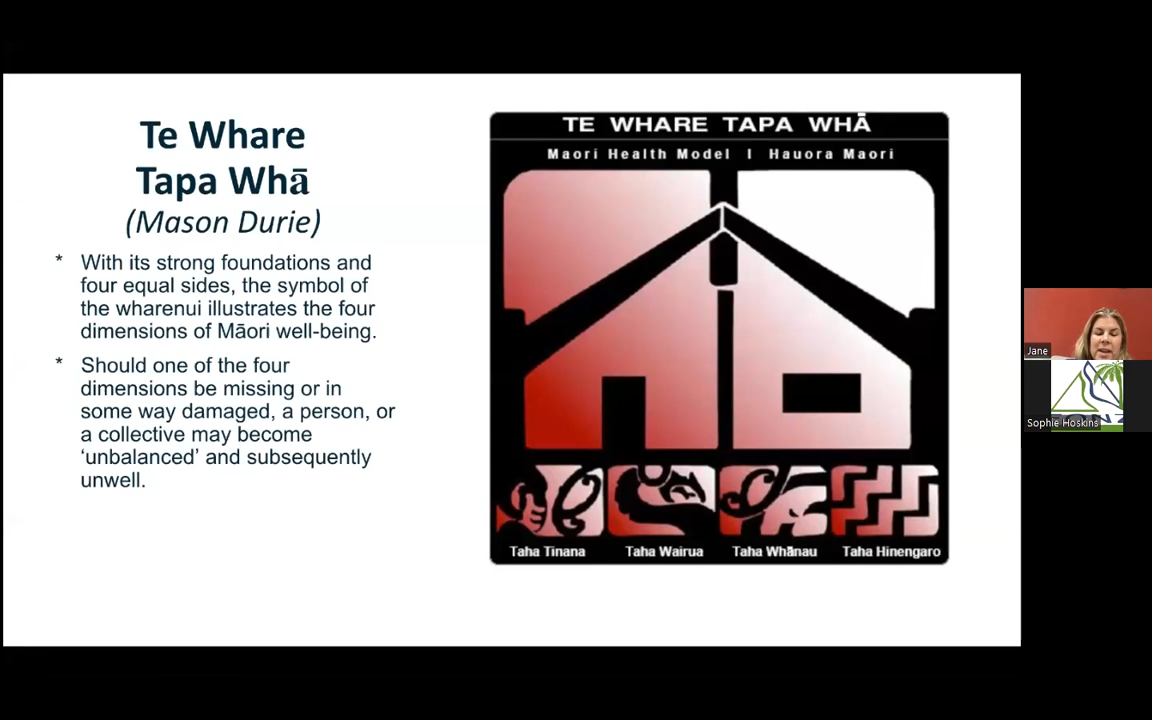 Te Whare
Tapa Whā
(Mason Durie)
* With its strong foundations and
four equal sides, the symbol of
the wharenui illustrates the four
dimensions of Māori well-being.
* Should one of the four
dimensions be missing or in
some way damaged, a person, or
a collective may become
‘unbalanced’ and subsequently
unwell.
TE WHARE TAPA WHĀ
Maori Health Model I Hauora Maori
Taha Tinana
Taha Wairua
Taha Whānau
Taha Hinengaro
Jane
Sophie Hoskins